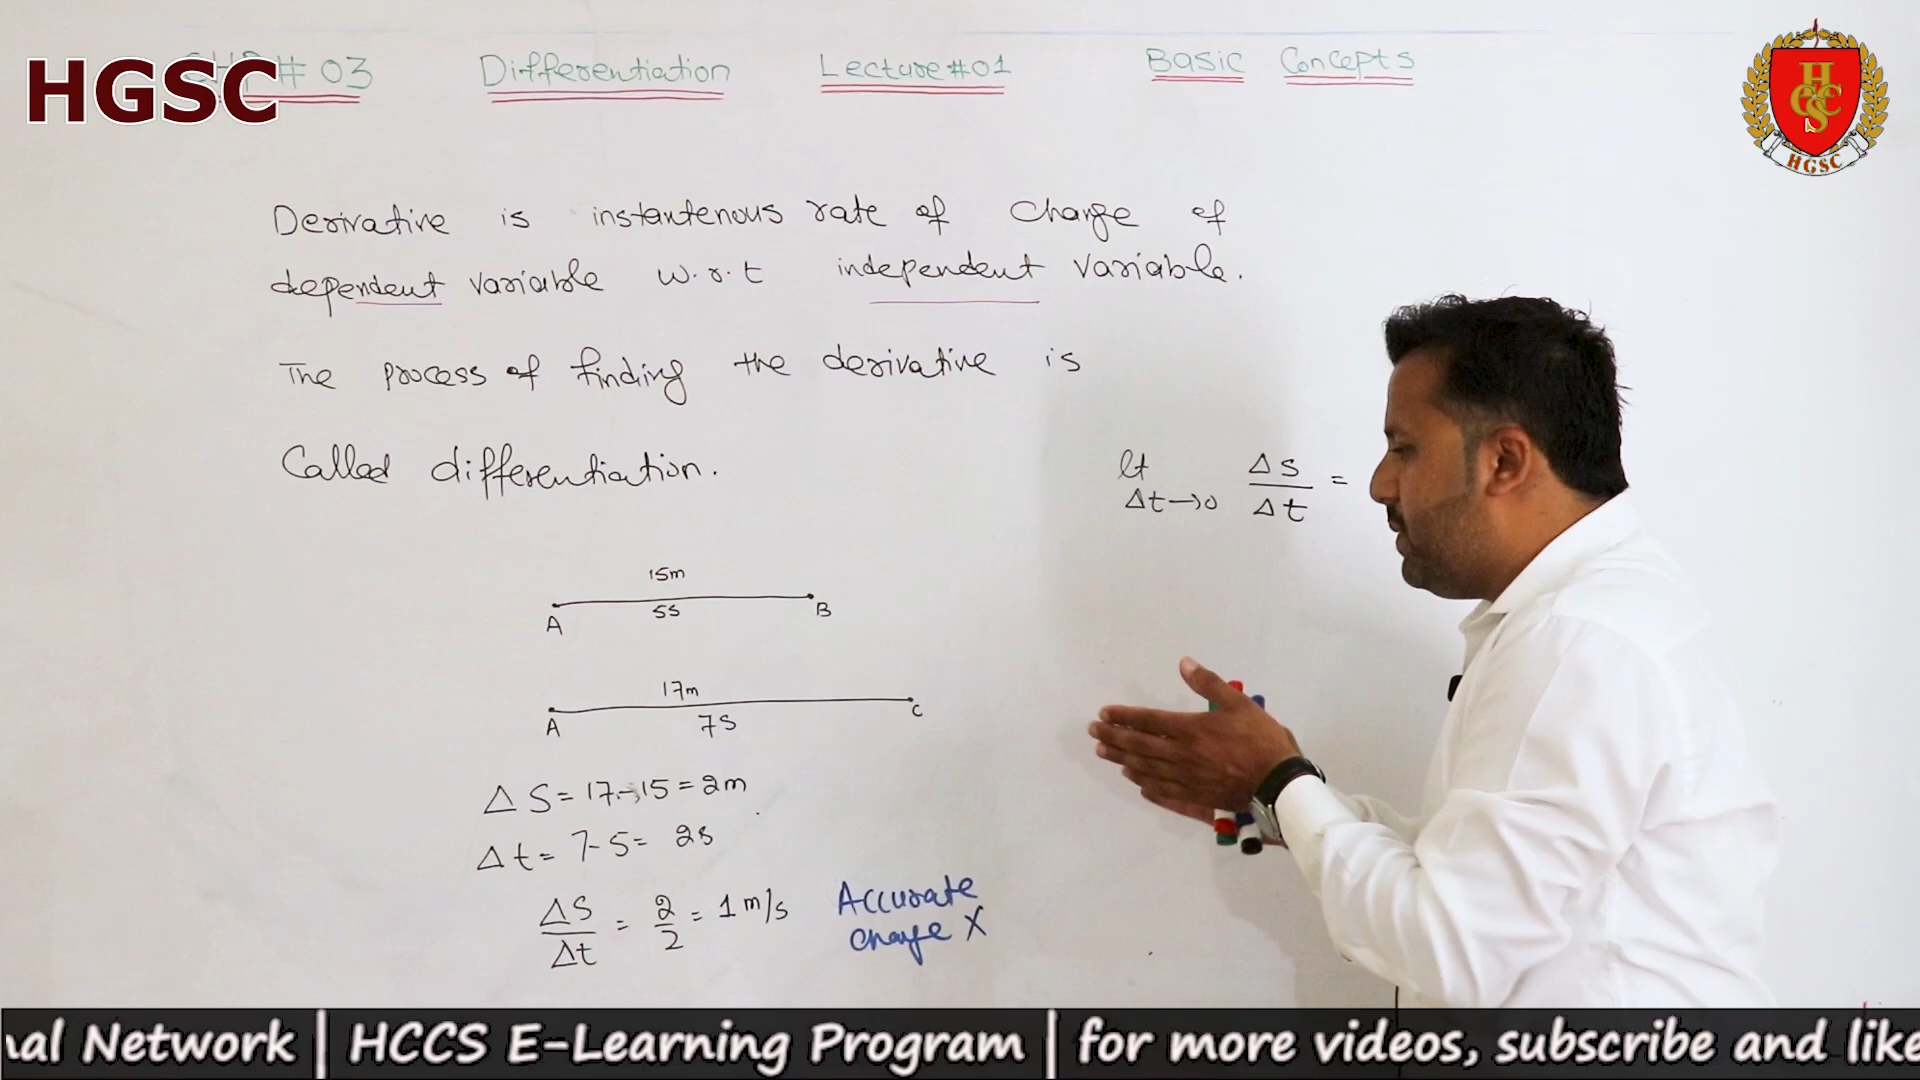 HGSC
# 03 Differentiation Lecture #01 Basic Concepts
HGSC
Derivative is instantenous rate of change of
dependent variable w.r.t independent variable.
The process of finding the derivative is
Called differentiation.
lt Δs/Δt =
Δt→0
15m
A 5s B
17m
A 7s C
Δ S = 17 - 15 = 2m
Δ t = 7 - 5 = 2s
ΔS/Δt = 2/2 = 1 m/s Accurate
change X
nal Network | HCCS E-Learning Program | for more videos, subscribe and like